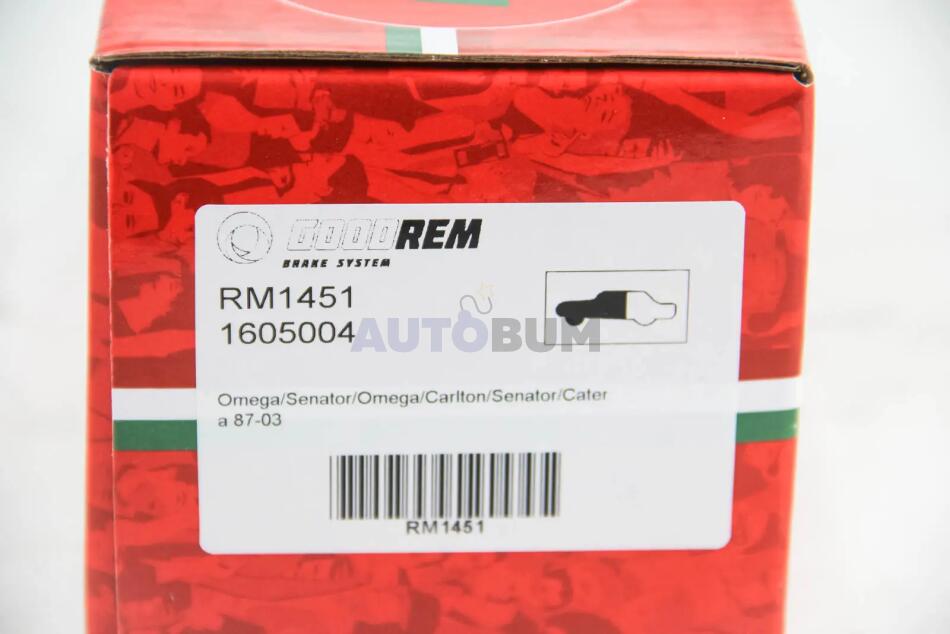 GOODREM
BRAKE SYSTEM
RM1451
1605004
AUTOBUM
Omega/Senator/Omega/Carlton/Senator/Cater
a 87-03
RM1451